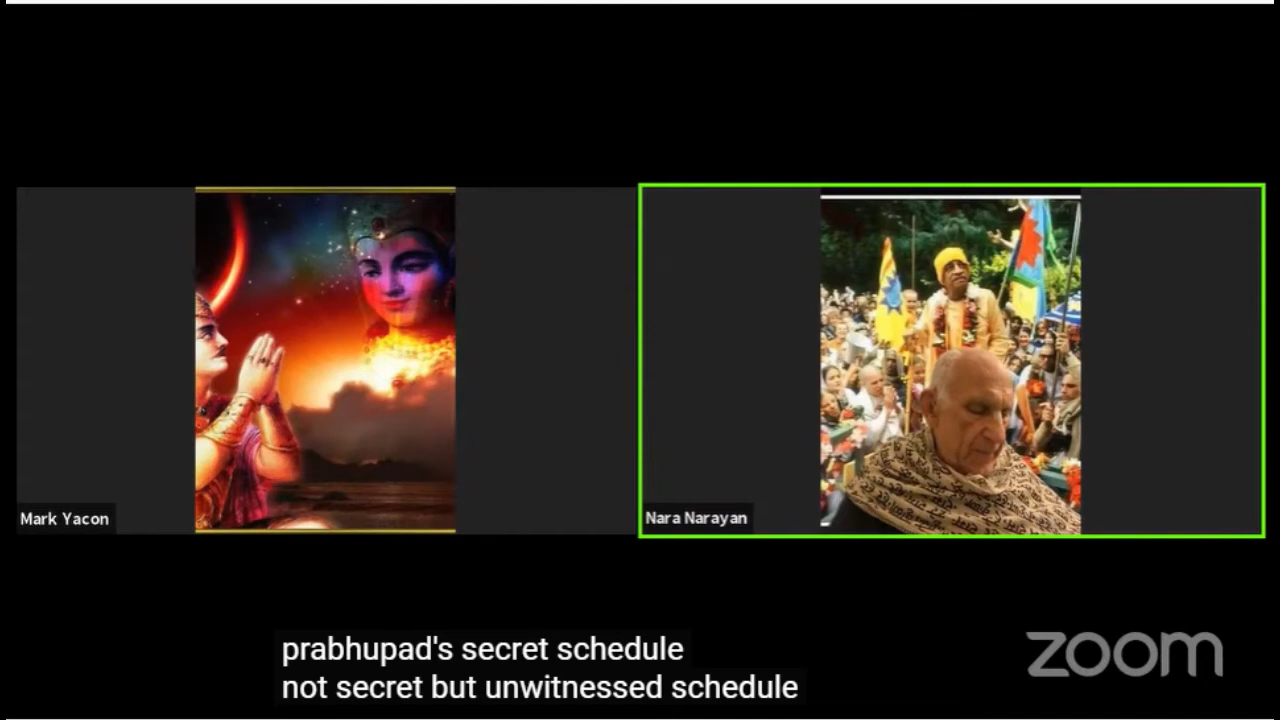 Mark Yacon
Nara Narayan
prabhupad's secret schedule
not secret but unwitnessed schedule
zoom